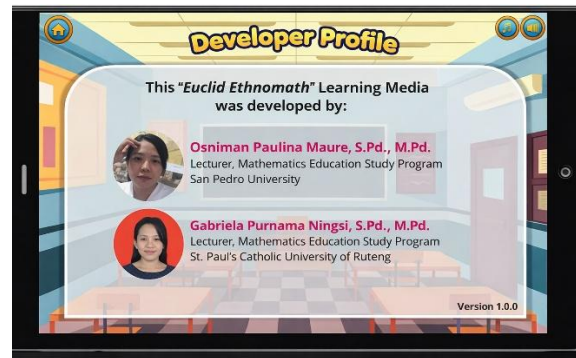 Developer Profile
This "Euclid Ethnomath" Learning Media
was developed by:
Osniman Paulina Maure, S.Pd., M.Pd.
Lecturer, Mathematics Education Study Program
San Pedro University
Gabriela Purnama Ningsi, S.Pd., M.Pd.
Lecturer, Mathematics Education Study Program
St. Paul's Catholic University of Ruteng
Version 1.0.0